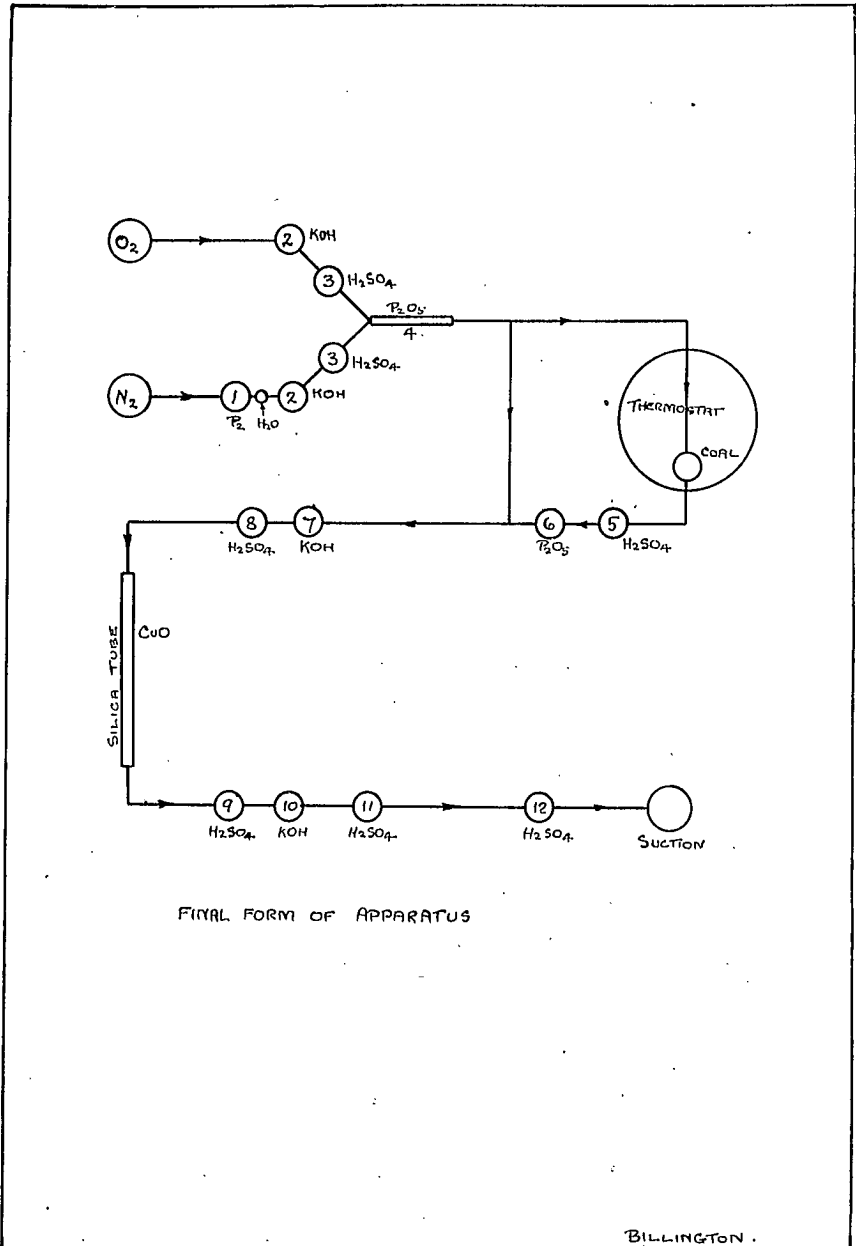 O₂
2
KOH
3
H₂SO₄
P₂O₅
4.
3
H₂SO₄
N₂
1
P₂
H₂O
2
KOH
THERMOSTAT
COAL
8
H₂SO₄
7
KOH
6
P₂O₅
5
H₂SO₄
SILICA TUBE
CUO
9
H₂SO₄
10
KOH
11
H₂SO₄
12
H₂SO₄
SUCTION
FINAL FORM OF APPARATUS
BILLINGTON.